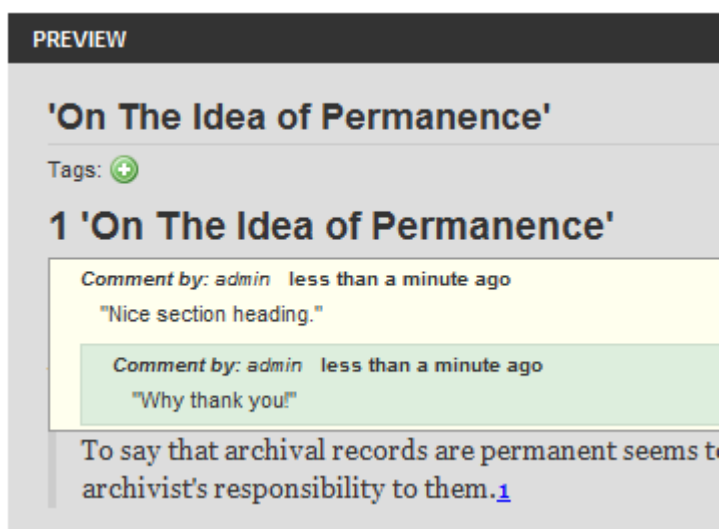 PREVIEW
'On The Idea of Permanence'
Tags:
1 'On The Idea of Permanence'
Comment by: admin less than a minute ago
"Nice section heading."
Comment by: admin less than a minute ago
"Why thank you!"
To say that archival records are permanent seems
archivist's responsibility to them.1